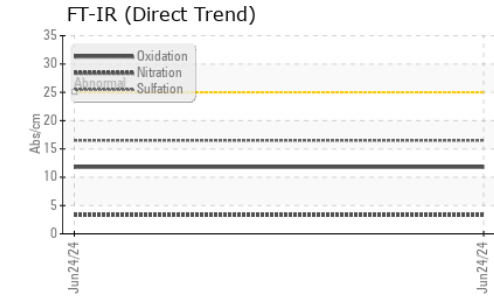 FT-IR (Direct Trend)
35
30
25
20
15
10
5
0
Abs/cm
Oxidation
Nitration
Sulfation
Abnormal
Jun24/24
Jun24/24